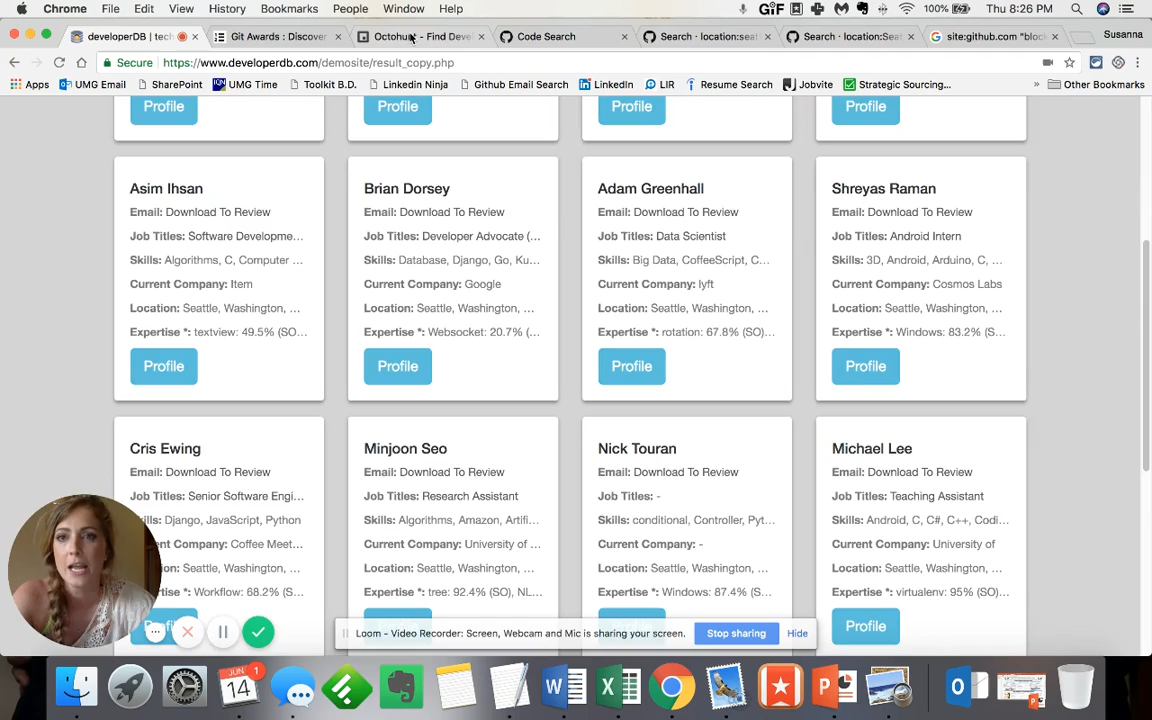 Chrome File Edit View History Bookmarks People Window Help GIF 100% Thu 8:26 PM
developerDB | tech Git Awards : Discover Octohunt - Find Deve Code Search Search · location:seat Search · location:Seat site:github.com "block Susanna
Secure https://www.developerdb.com/demosite/result_copy.php
Apps UMG Email SharePoint UMG Time Toolkit B.D. Linkedin Ninja Github Email Search LinkedIn LIR Resume Search Jobvite Strategic Sourcing... » Other Bookmarks
Profile Profile Profile Profile
Asim Ihsan Brian Dorsey Adam Greenhall Shreyas Raman
Email: Download To Review Email: Download To Review Email: Download To Review Email: Download To Review
Job Titles: Software Developme... Job Titles: Developer Advocate (... Job Titles: Data Scientist Job Titles: Android Intern
Skills: Algorithms, C, Computer ... Skills: Database, Django, Go, Ku... Skills: Big Data, CoffeeScript, C... Skills: 3D, Android, Arduino, C, ...
Current Company: Item Current Company: Google Current Company: lyft Current Company: Cosmos Labs
Location: Seattle, Washington, ... Location: Seattle, Washington, ... Location: Seattle, Washington, ... Location: Seattle, Washington, ...
Expertise *: textview: 49.5% (SO... Expertise *: Websocket: 20.7% (... Expertise *: rotation: 67.8% (SO)... Expertise *: Windows: 83.2% (S...
Profile Profile Profile Profile
Cris Ewing Minjoon Seo Nick Touran Michael Lee
Email: Download To Review Email: Download To Review Email: Download To Review Email: Download To Review
Job Titles: Senior Software Engi... Job Titles: Research Assistant Job Titles: - Job Titles: Teaching Assistant
Skills: Django, JavaScript, Python Skills: Algorithms, Amazon, Artifi... Skills: conditional, Controller, Pyt... Skills: Android, C, C#, C++, Codi...
Current Company: Coffee Meet... Current Company: University of ... Current Company: - Current Company: University of
Location: Seattle, Washington, ... Location: Seattle, Washington, ... Location: Seattle, Washington, ... Location: Seattle, Washington, ...
Expertise *: Workflow: 68.2% (S... Expertise *: tree: 92.4% (SO), NL... Expertise *: Windows: 87.4% (S... Expertise *: virtualenv: 95% (SO)...
Profile
Loom - Video Recorder: Screen, Webcam and Mic is sharing your screen. Stop sharing Hide
JUN 14 1